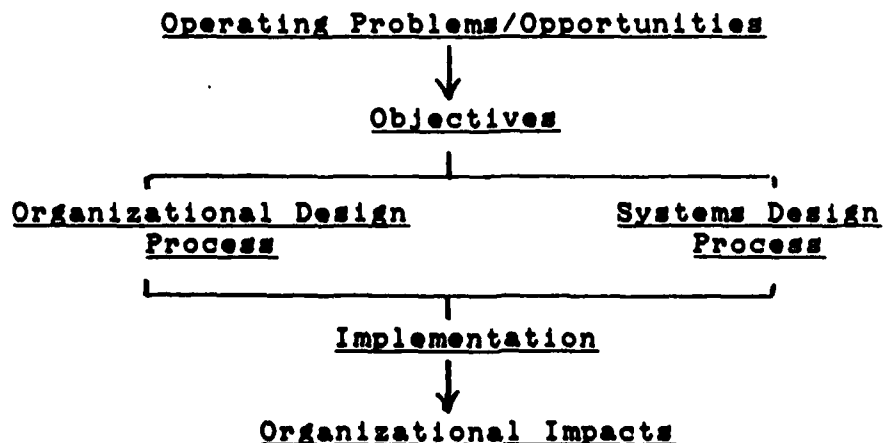 Operating Problems/Opportunities
Objectives
Organizational Design
Process
Systems Design
Process
Implementation
Organizational Impacts